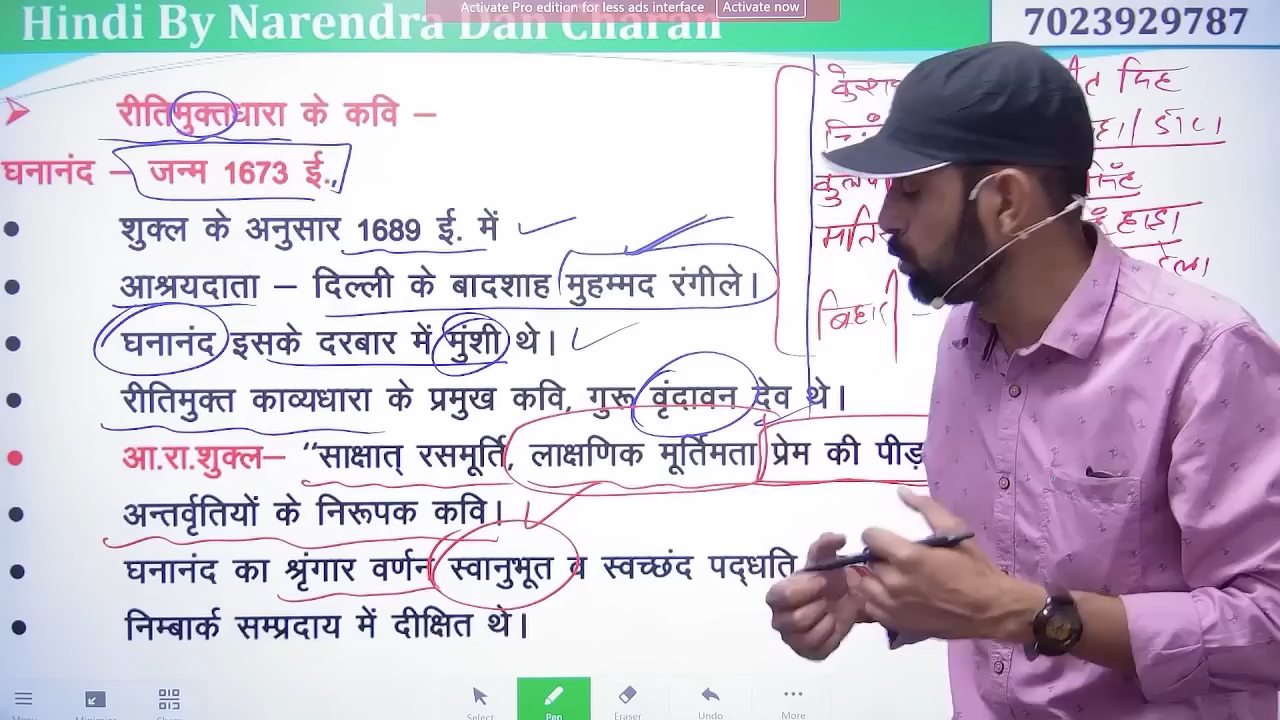 Activate Pro edition for less ads interface Activate now
Hindi By Narendra Dan Charan
7023929787
रीतिमुक्तधारा के कवि –
घनानंद – जन्म 1673 ई.,
शुक्ल के अनुसार 1689 ई. में
आश्रयदाता – दिल्ली के बादशाह मुहम्मद रंगीले।
घनानंद इसके दरबार में मुंशी थे।
रीतिमुक्त काव्यधारा के प्रमुख कवि, गुरू वृंदावन देव थे।
आ.रा.शुक्ल– “साक्षात् रसमूर्ति, लाक्षणिक मूर्तिमता प्रेम की पीड़
अन्तर्वृतियों के निरूपक कवि।
घनानंद का श्रृंगार वर्णन स्वानुभूत व स्वच्छंद पद्धति
निम्बार्क सम्प्रदाय में दीक्षित थे।
बिहारी –
Menu
Select Pen Eraser Undo More